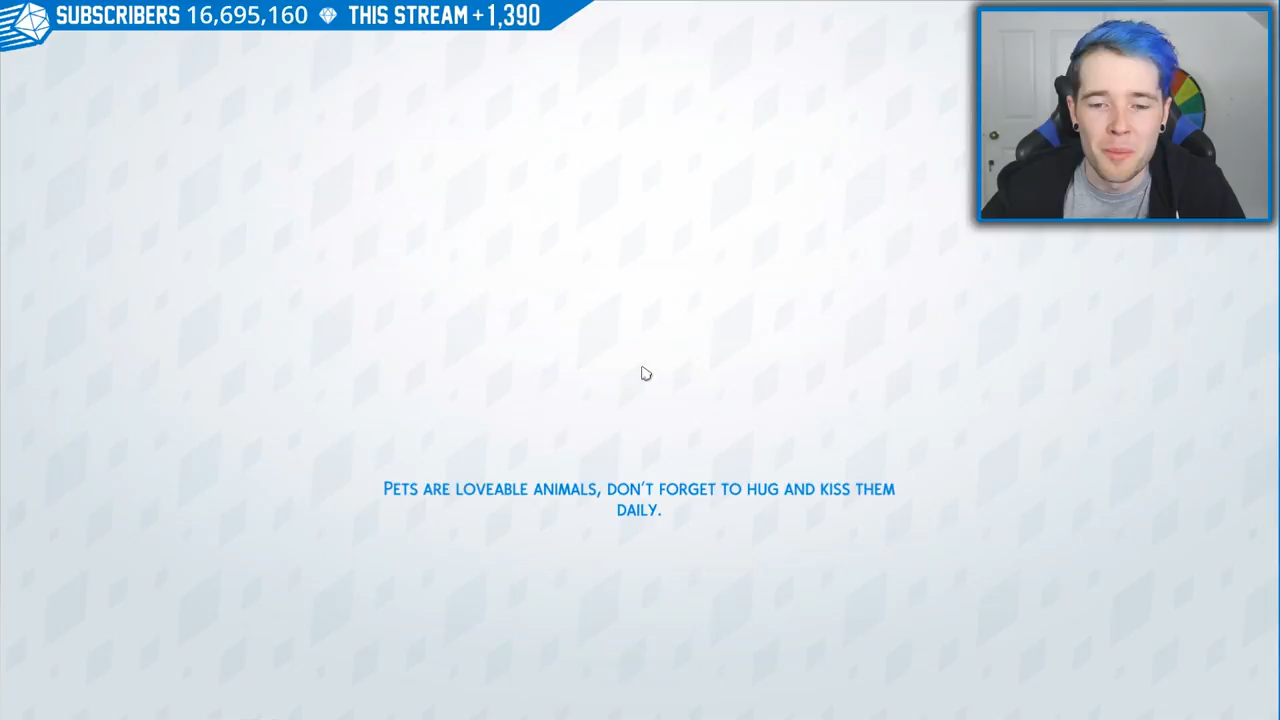 SUBSCRIBERS 16,695,160 THIS STREAM +1,390
PETS ARE LOVEABLE ANIMALS, DON'T FORGET TO HUG AND KISS THEM
DAILY.